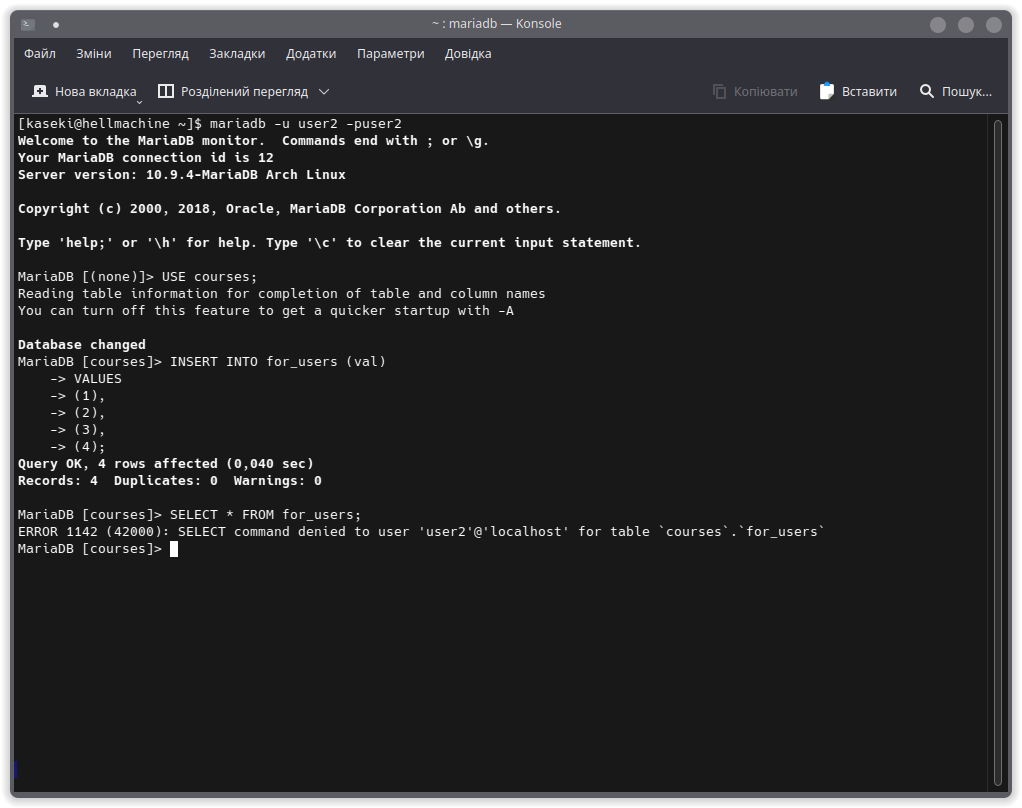 ~ : mariadb — Konsole
Файл Зміни Перегляд Закладки Додатки Параметри Довідка
Нова вкладка Розділений перегляд Копіювати Вставити Пошук...
[kaseki@hellmachine ~]$ mariadb -u user2 -puser2
Welcome to the MariaDB monitor.  Commands end with ; or \g.
Your MariaDB connection id is 12
Server version: 10.9.4-MariaDB Arch Linux

Copyright (c) 2000, 2018, Oracle, MariaDB Corporation Ab and others.

Type 'help;' or '\h' for help. Type '\c' to clear the current input statement.

MariaDB [(none)]> USE courses;
Reading table information for completion of table and column names
You can turn off this feature to get a quicker startup with -A

Database changed
MariaDB [courses]> INSERT INTO for_users (val)
    -> VALUES
    -> (1),
    -> (2),
    -> (3),
    -> (4);
Query OK, 4 rows affected (0,040 sec)
Records: 4  Duplicates: 0  Warnings: 0

MariaDB [courses]> SELECT * FROM for_users;
ERROR 1142 (42000): SELECT command denied to user 'user2'@'localhost' for table `courses`.`for_users`
MariaDB [courses]>